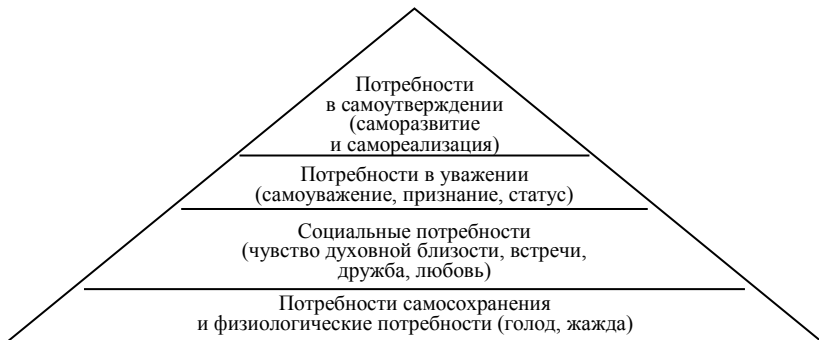 Потребности
в самоутверждении
(саморазвитие
и самореализация)
Потребности в уважении
(самоуважение, признание, статус)
Социальные потребности
(чувство духовной близости, встречи,
дружба, любовь)
Потребности самосохранения
и физиологические потребности (голод, жажда)